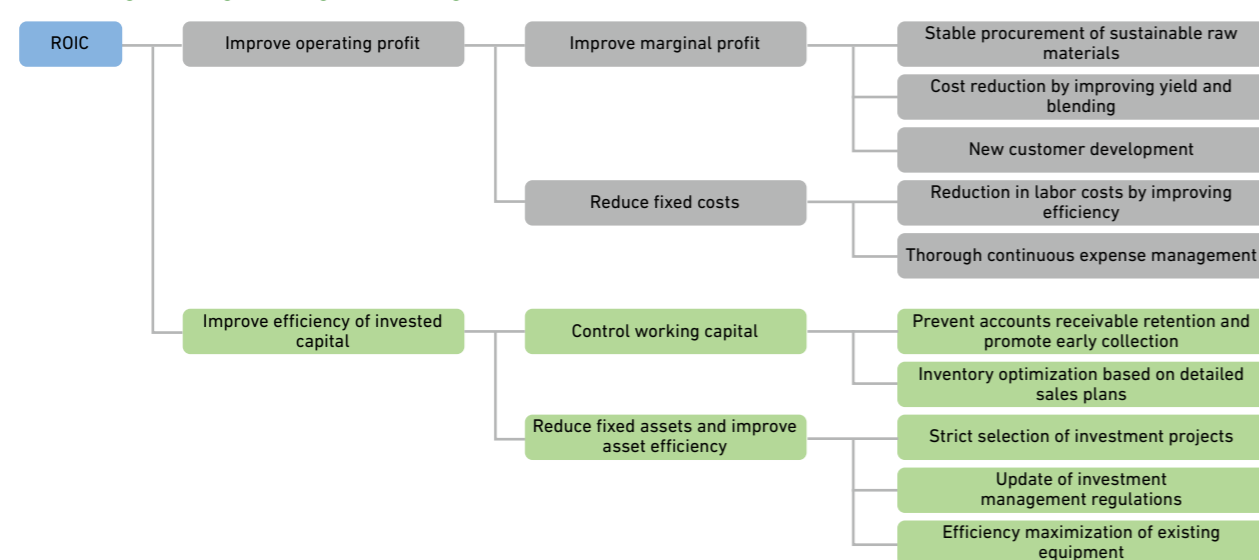 ROIC
Improve operating profit
Improve marginal profit
Stable procurement of sustainable raw
materials
Cost reduction by improving yield and
blending
New customer development
Reduce fixed costs
Reduction in labor costs by improving
efficiency
Thorough continuous expense management
Improve efficiency of invested
capital
Control working capital
Prevent accounts receivable retention and
promote early collection
Inventory optimization based on detailed
sales plans
Reduce fixed assets and improve
asset efficiency
Strict selection of investment projects
Update of investment
management regulations
Efficiency maximization of existing
equipment